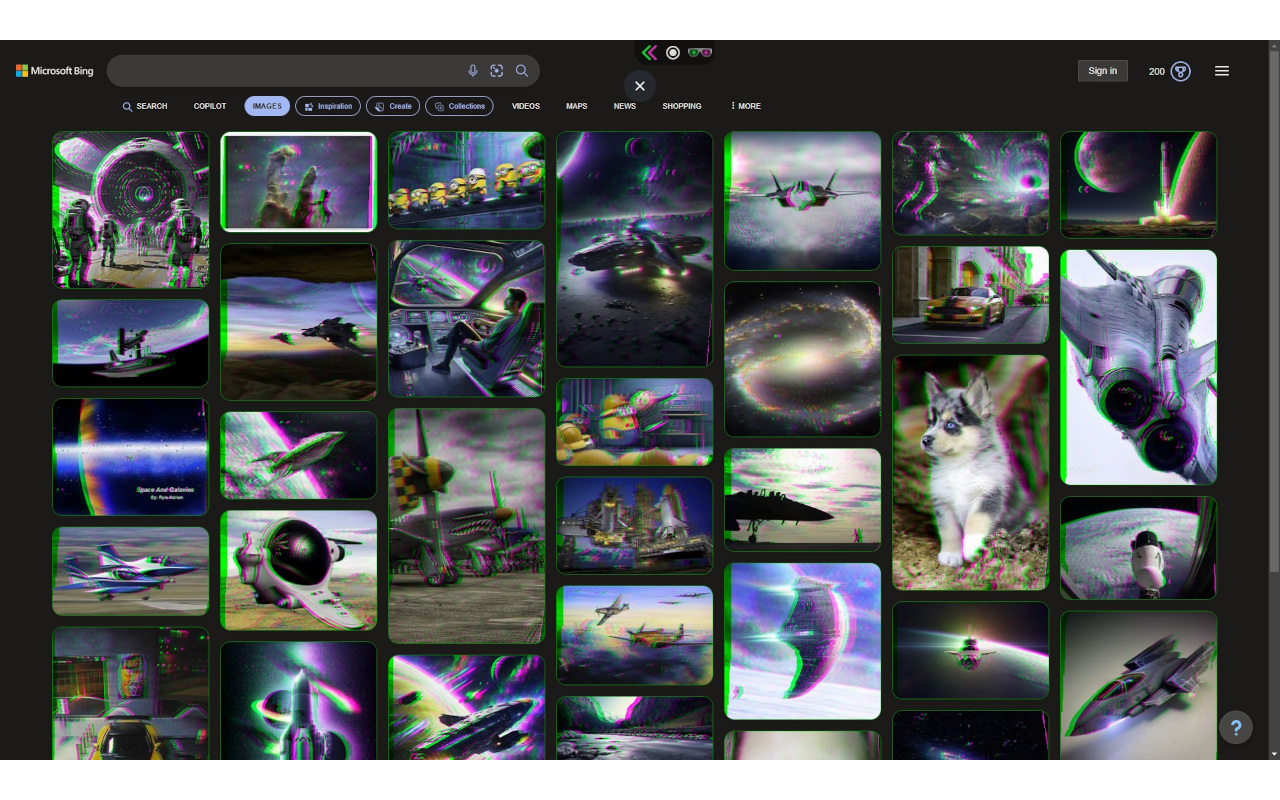 Microsoft Bing
Sign in
200
SEARCH
COPILOT
IMAGES
Inspiration
Create
Collections
VIDEOS
MAPS
NEWS
SHOPPING
MORE
Space And Galaxies
By: Kyle Adrian
?